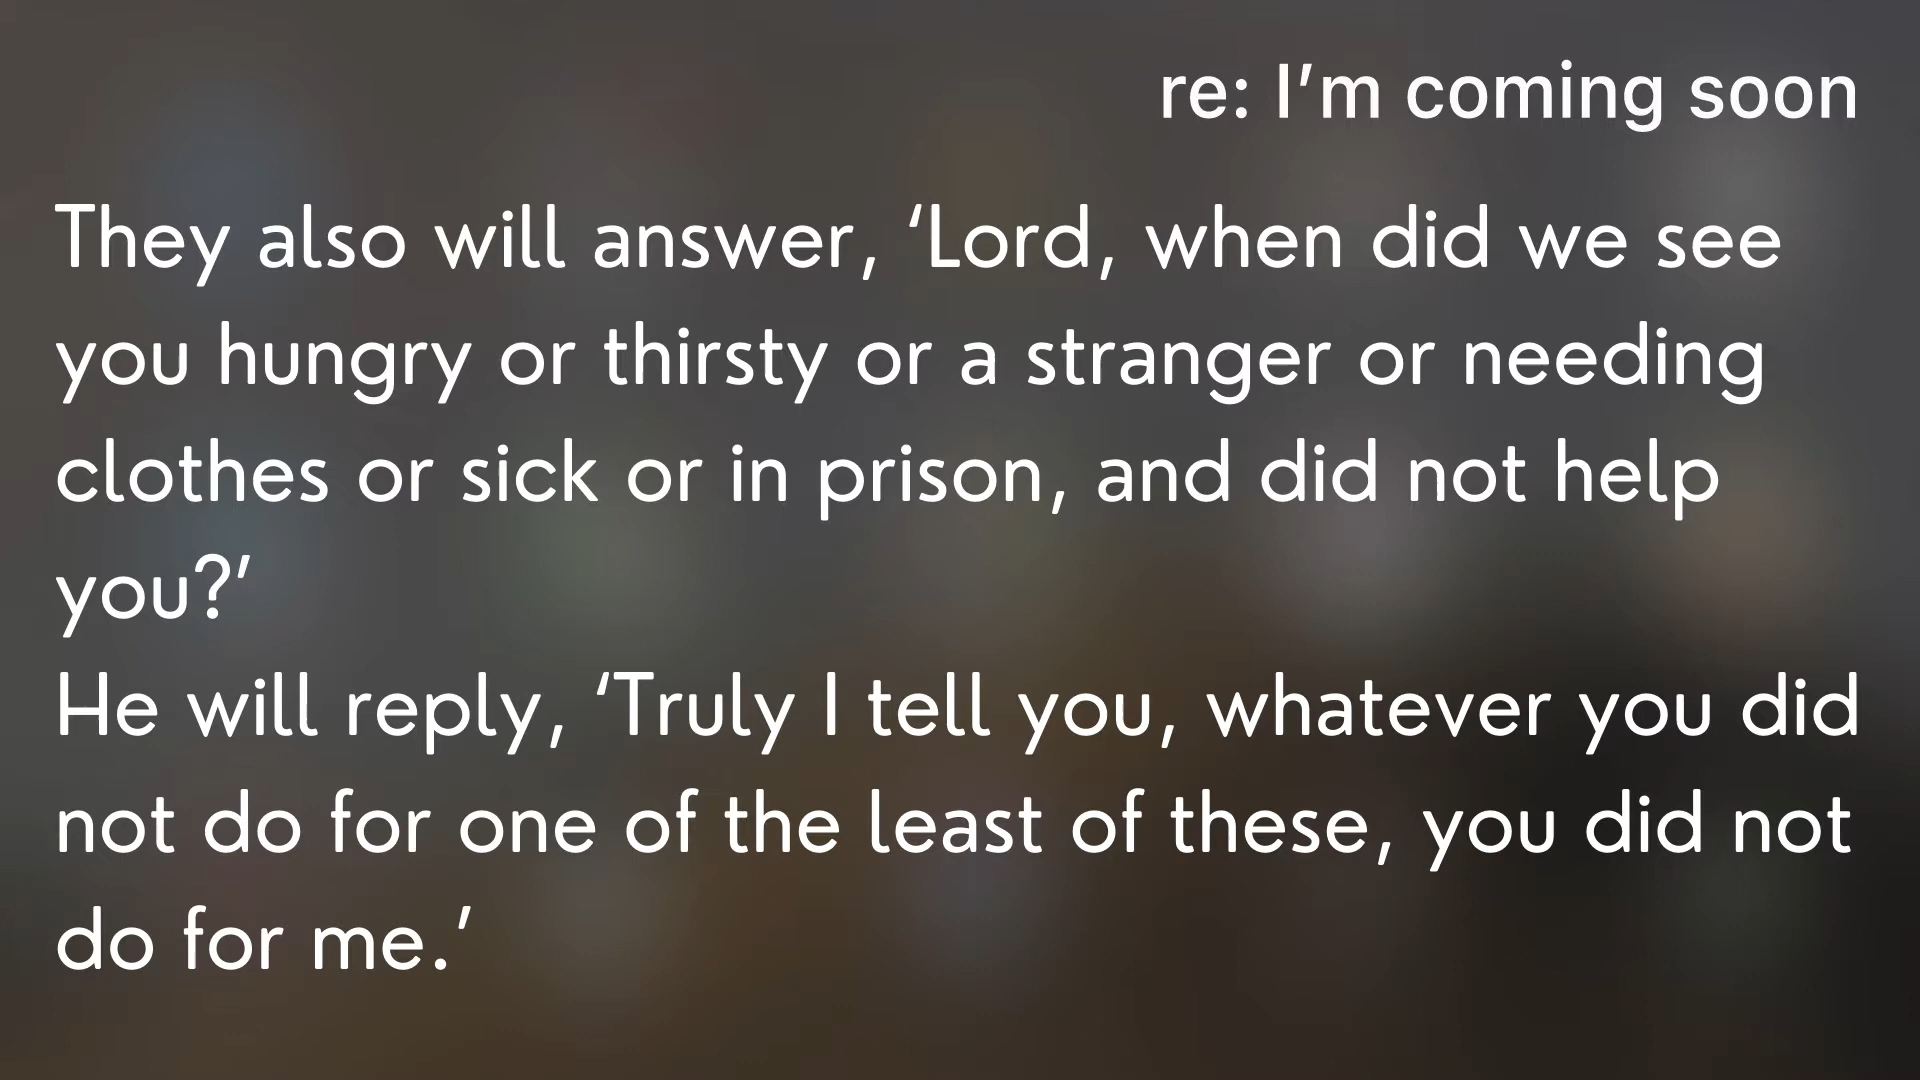 re: I’m coming soon
They also will answer, ‘Lord, when did we see
you hungry or thirsty or a stranger or needing
clothes or sick or in prison, and did not help
you?’
He will reply, ‘Truly I tell you, whatever you did
not do for one of the least of these, you did not
do for me.’